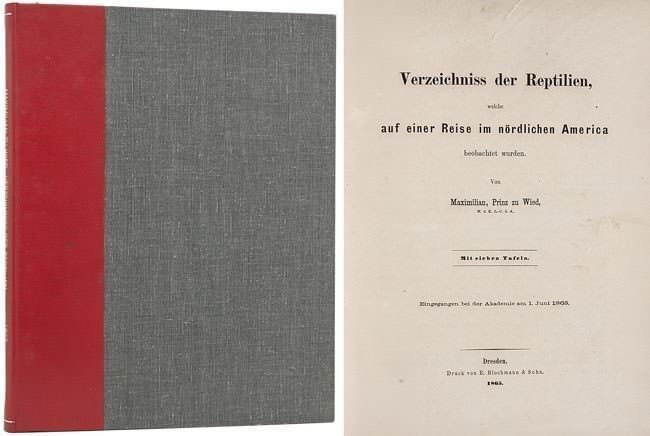 Verzeichniss der Reptilien,
welche
auf einer Reise im nördlichen America
beobachtet wurden.
Von
Maximilian, Prinz zu Wied,
M. d. K. L.-C. d. A.
Mit sieben Tafeln.
Eingegangen bei der Akademie am 1. Juni 1865.
Dresden,
Druck von E. Blochmann & Sohn.
1865.